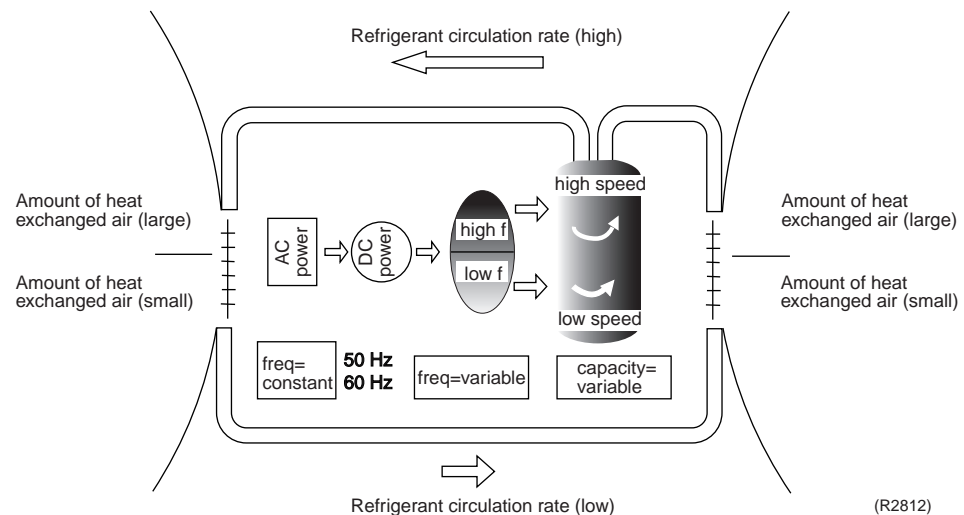 Refrigerant circulation rate (high)
high speed
Amount of heat
exchanged air (large)
Amount of heat
exchanged air (large)
AC
power
DC
power
high f
low f
Amount of heat
exchanged air (small)
Amount of heat
exchanged air (small)
low speed
freq=
constant
50 Hz
60 Hz
freq=variable
capacity=
variable
Refrigerant circulation rate (low)
(R2812)